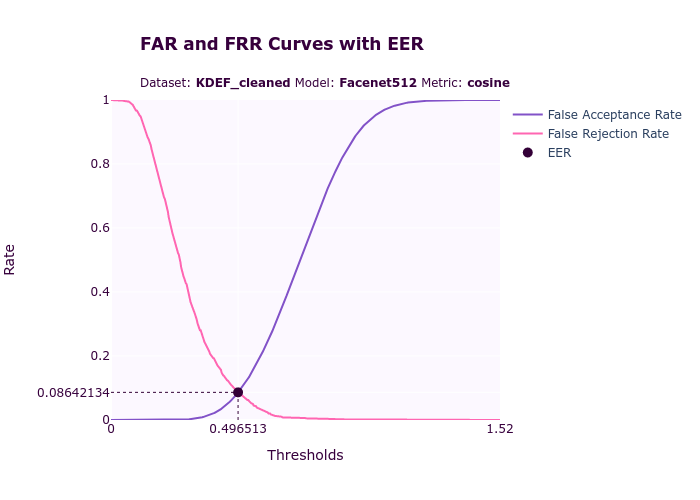 FAR and FRR Curves with EER
Dataset: KDEF_cleaned Model: Facenet512 Metric: cosine
False Acceptance Rate
False Rejection Rate
EER
Rate
1
0.8
0.6
0.4
0.2
0.08642134
0
0
0.496513
1.52
Thresholds